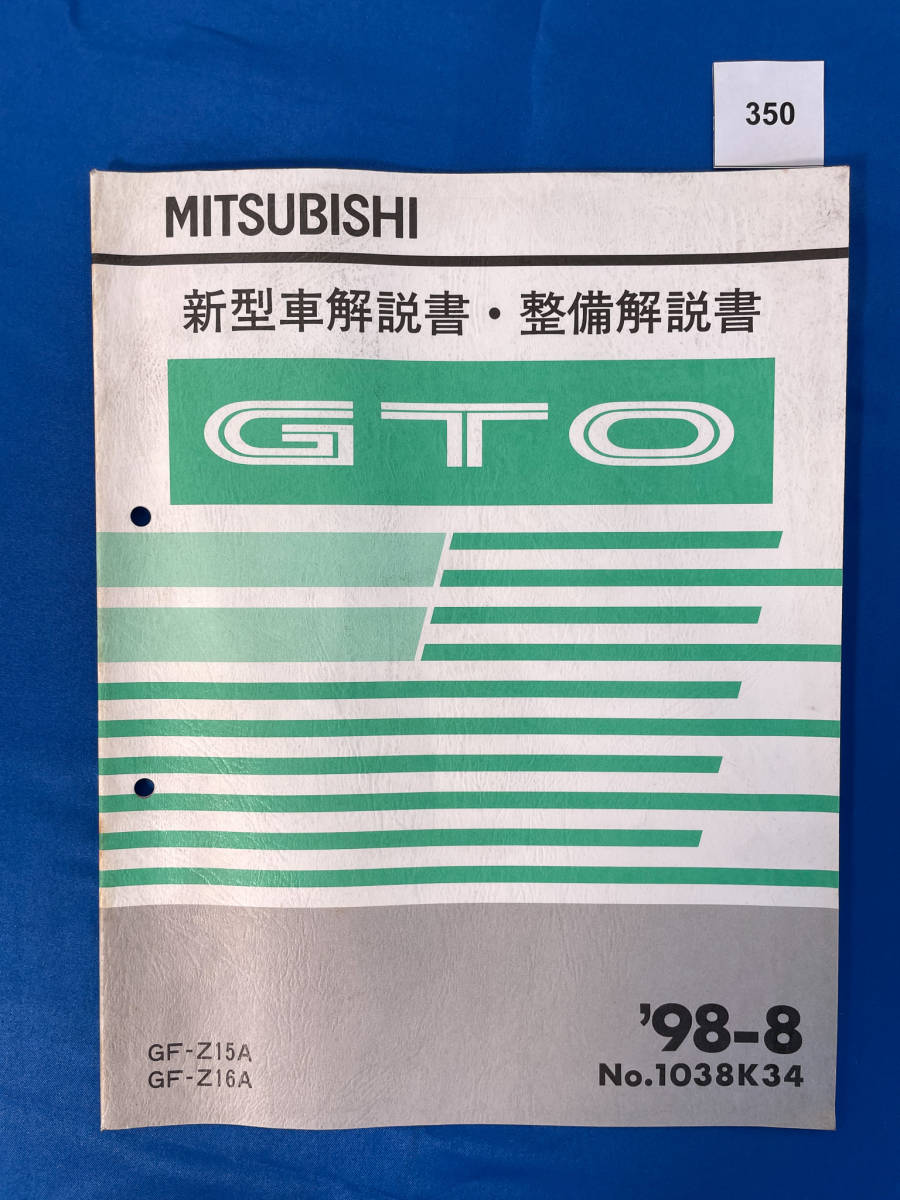 350
MITSUBISHI
新型車解説書・整備解説書
GTO
'98-8
GF-Z15A
GF-Z16A
No.1038K34